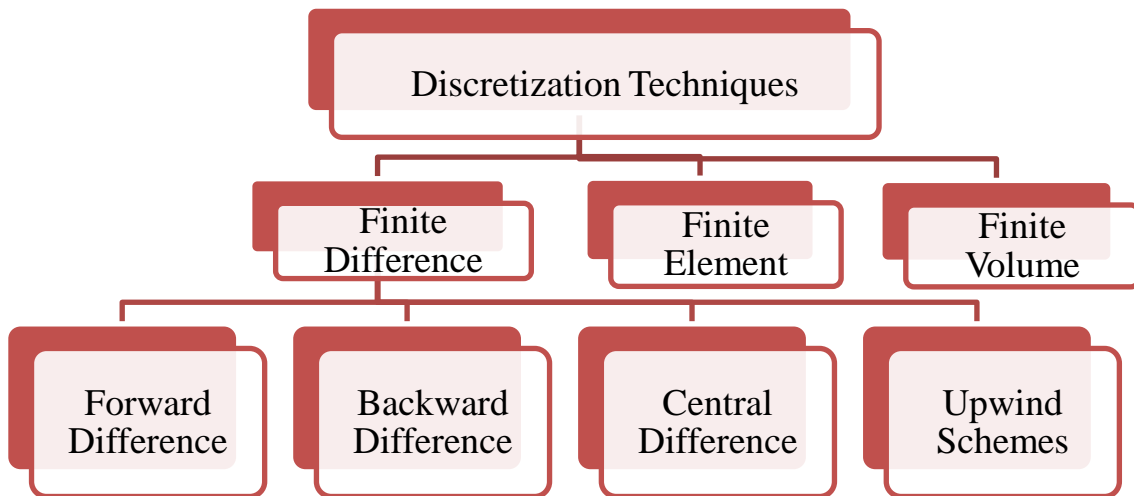 Discretization Techniques
Finite
Difference
Finite
Element
Finite
Volume
Forward
Difference
Backward
Difference
Central
Difference
Upwind
Schemes